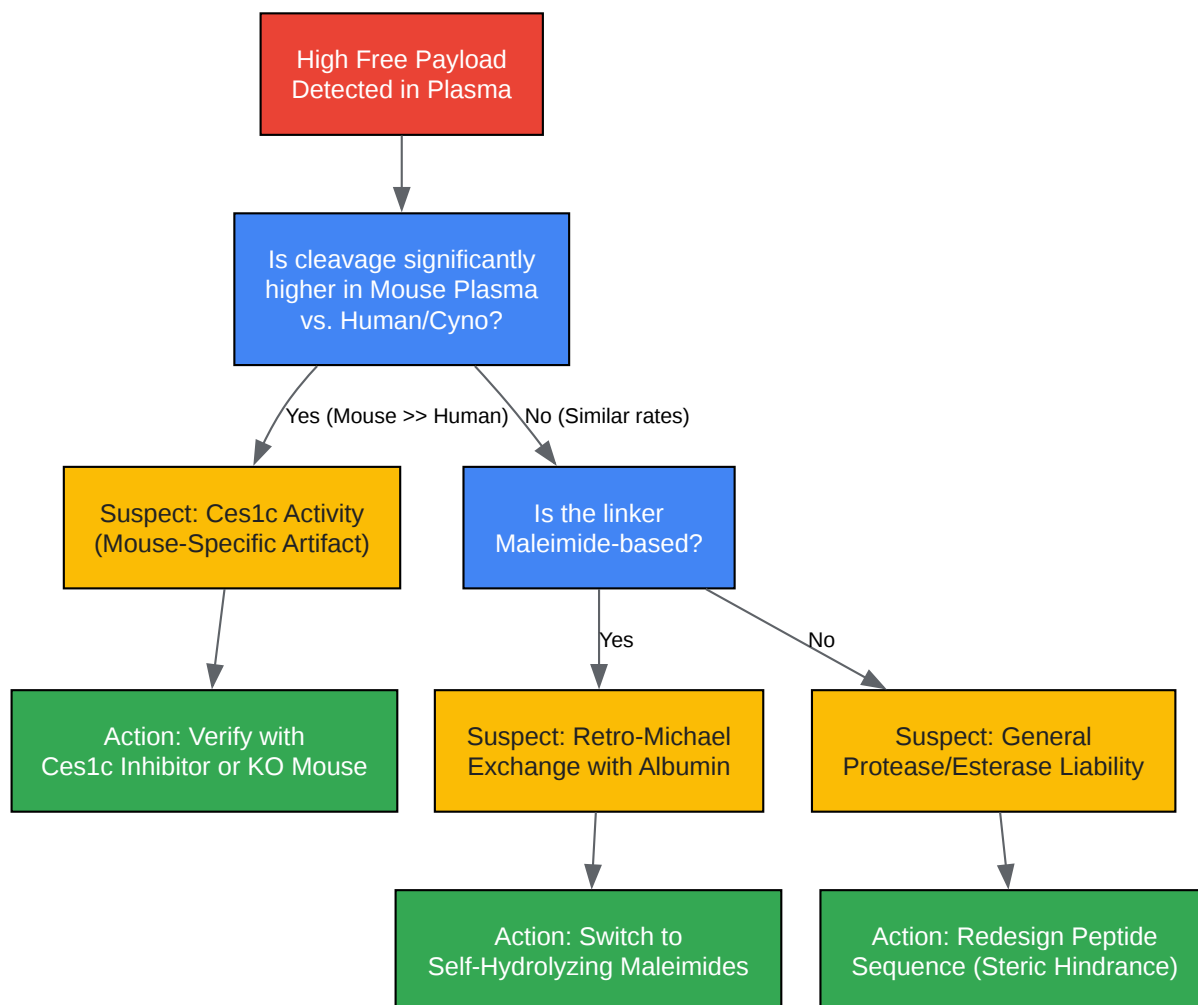 High Free Payload
Detected in Plasma
Is cleavage significantly
higher in Mouse Plasma
vs. Human/Cyno?
Yes (Mouse >> Human)
No (Similar rates)
Suspect: Ces1c Activity
(Mouse-Specific Artifact)
Is the linker
Maleimide-based?
Yes
No
Action: Verify with
Ces1c Inhibitor or KO Mouse
Suspect: Retro-Michael
Exchange with Albumin
Suspect: General
Protease/Esterase Liability
Action: Switch to
Self-Hydrolyzing Maleimides
Action: Redesign Peptide
Sequence (Steric Hindrance)